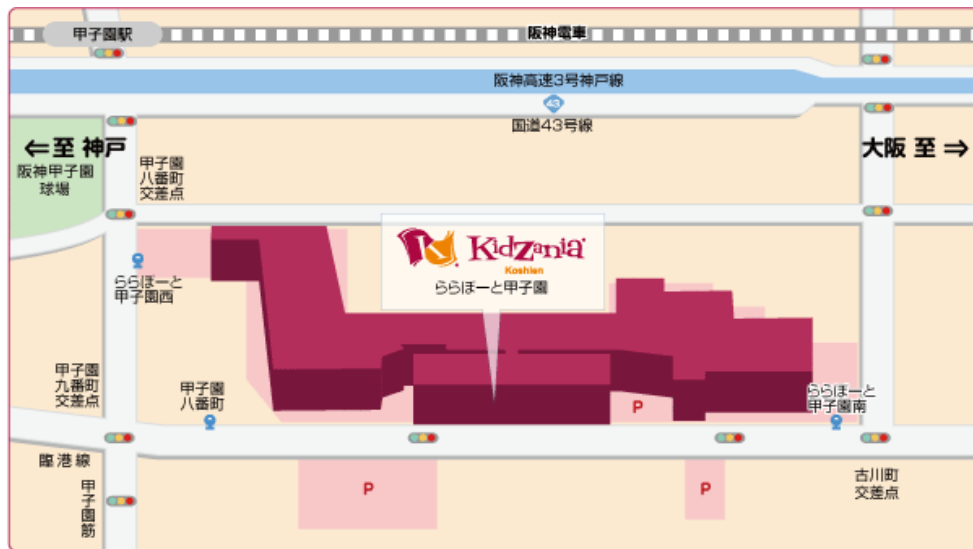 甲子園駅
阪神電車
阪神高速3号神戸線
43
国道43号線
⇐至 神戸
大阪 至⇒
阪神甲子園
球場
甲子園
八番町
交差点
KidZania
Koshien
ららぽーと甲子園
ららぽーと
甲子園西
甲子園
九番町
交差点
甲子園
八番町
P
ららぽーと
甲子園南
臨港線
甲子園筋
P
P
古川町
交差点